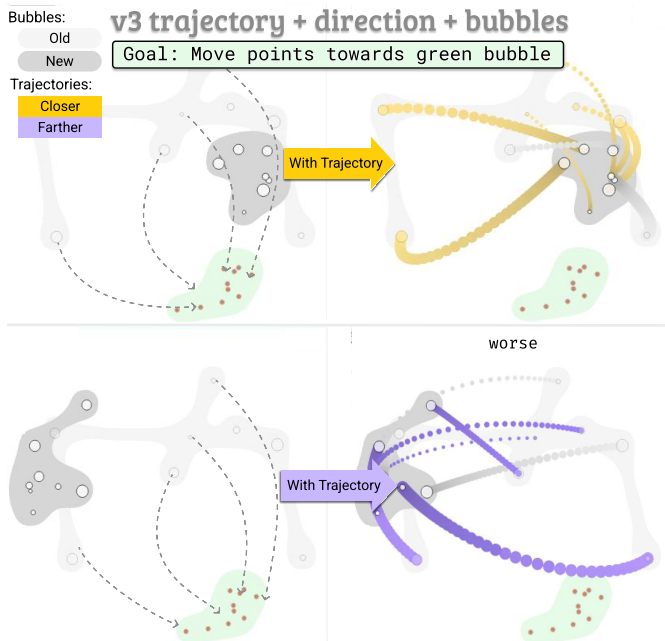 Bubbles:
v3 trajectory + direction + bubbles
Old
Goal: Move points towards green bubble
New
Trajectories:
Closer
Farther
With Trajectory
worse
With Trajectory